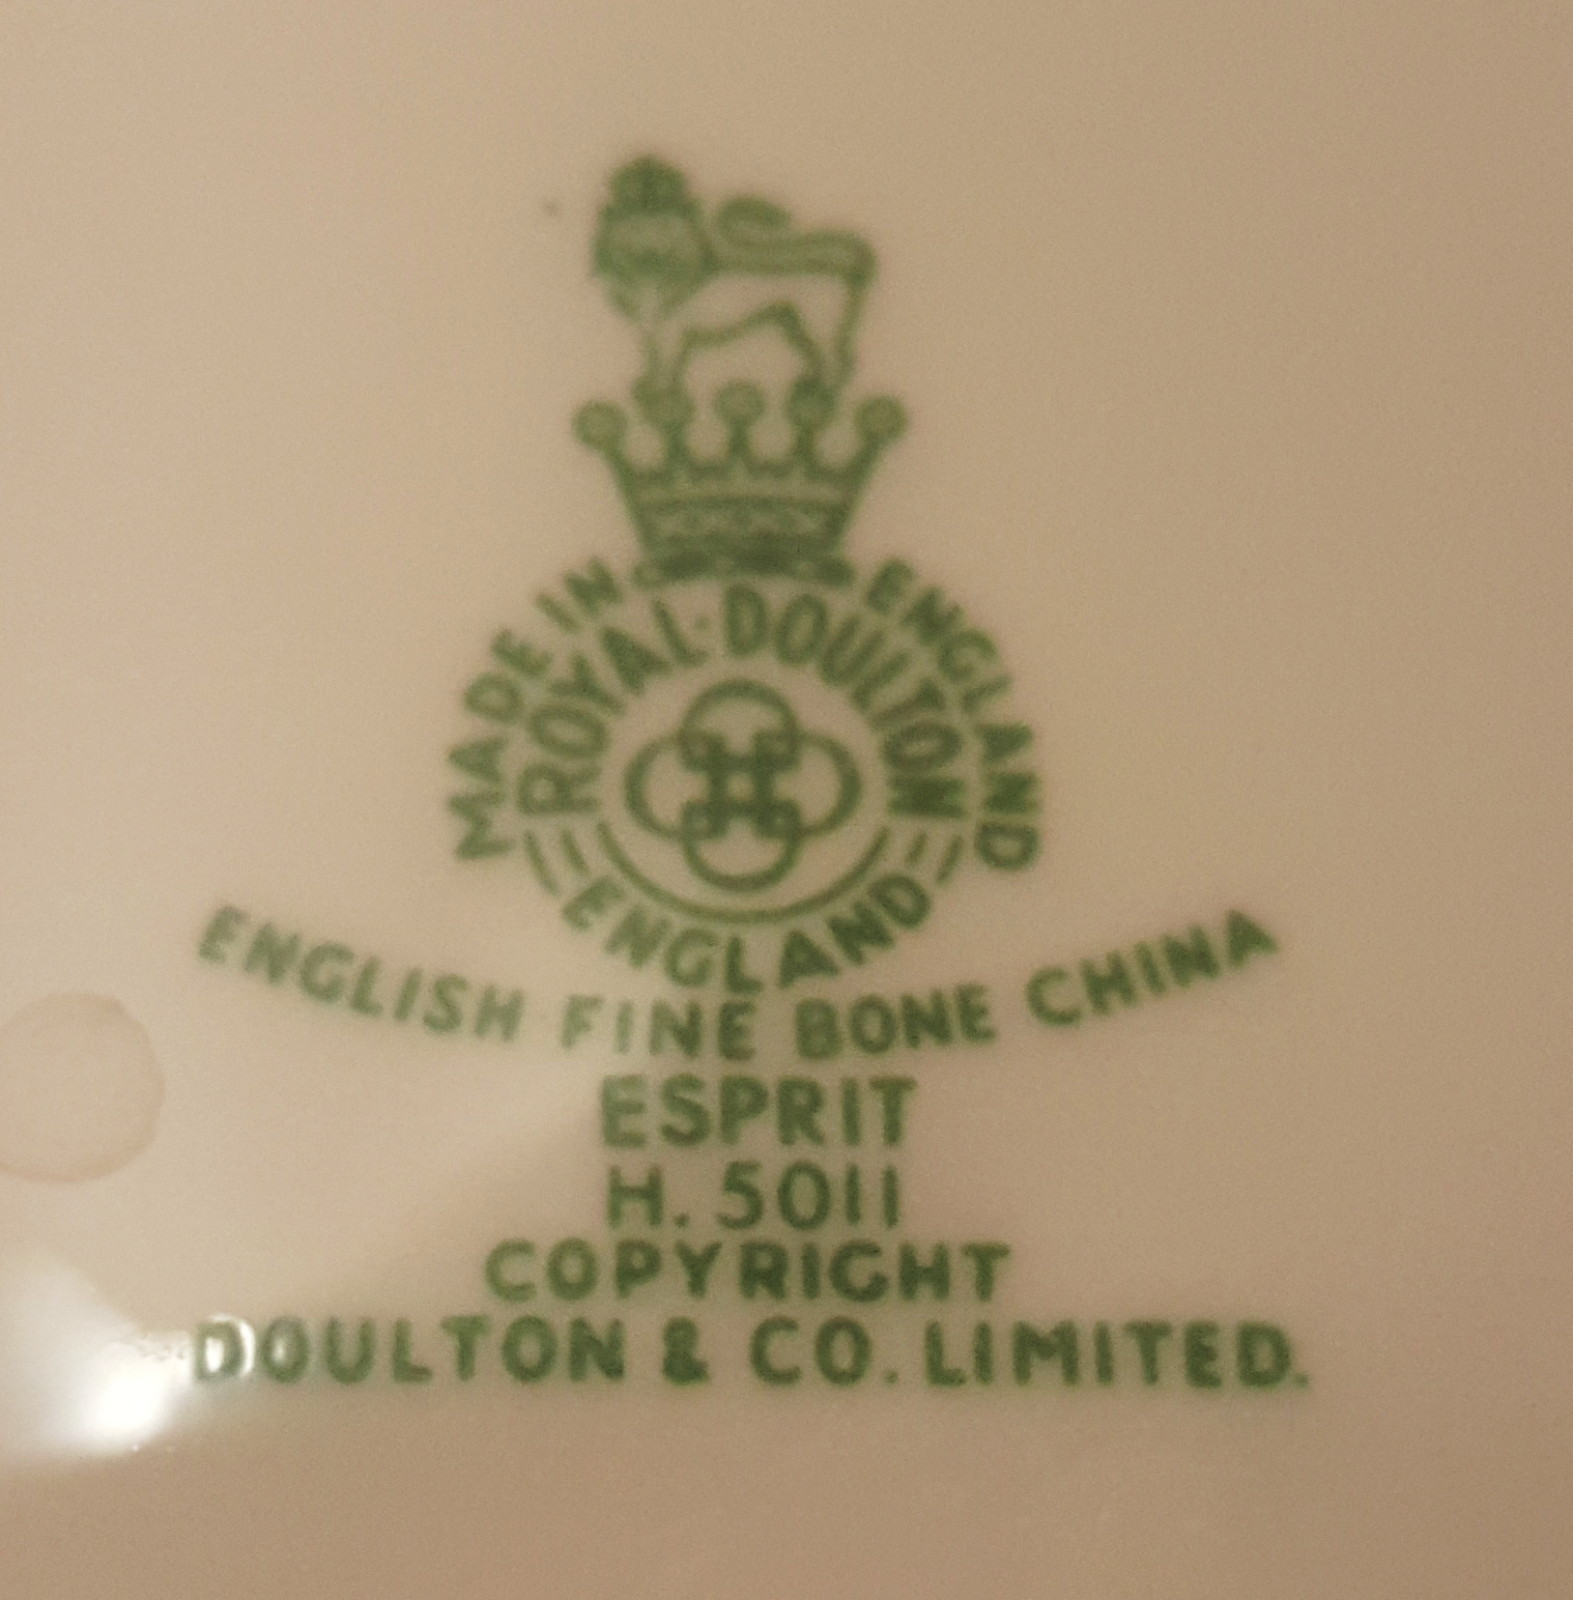 MADE IN ENGLAND
ROYAL·DOULTON
ENGLAND
ENGLISH FINE BONE CHINA
ESPRIT
H. 5011
COPYRIGHT
DOULTON & CO. LIMITED.